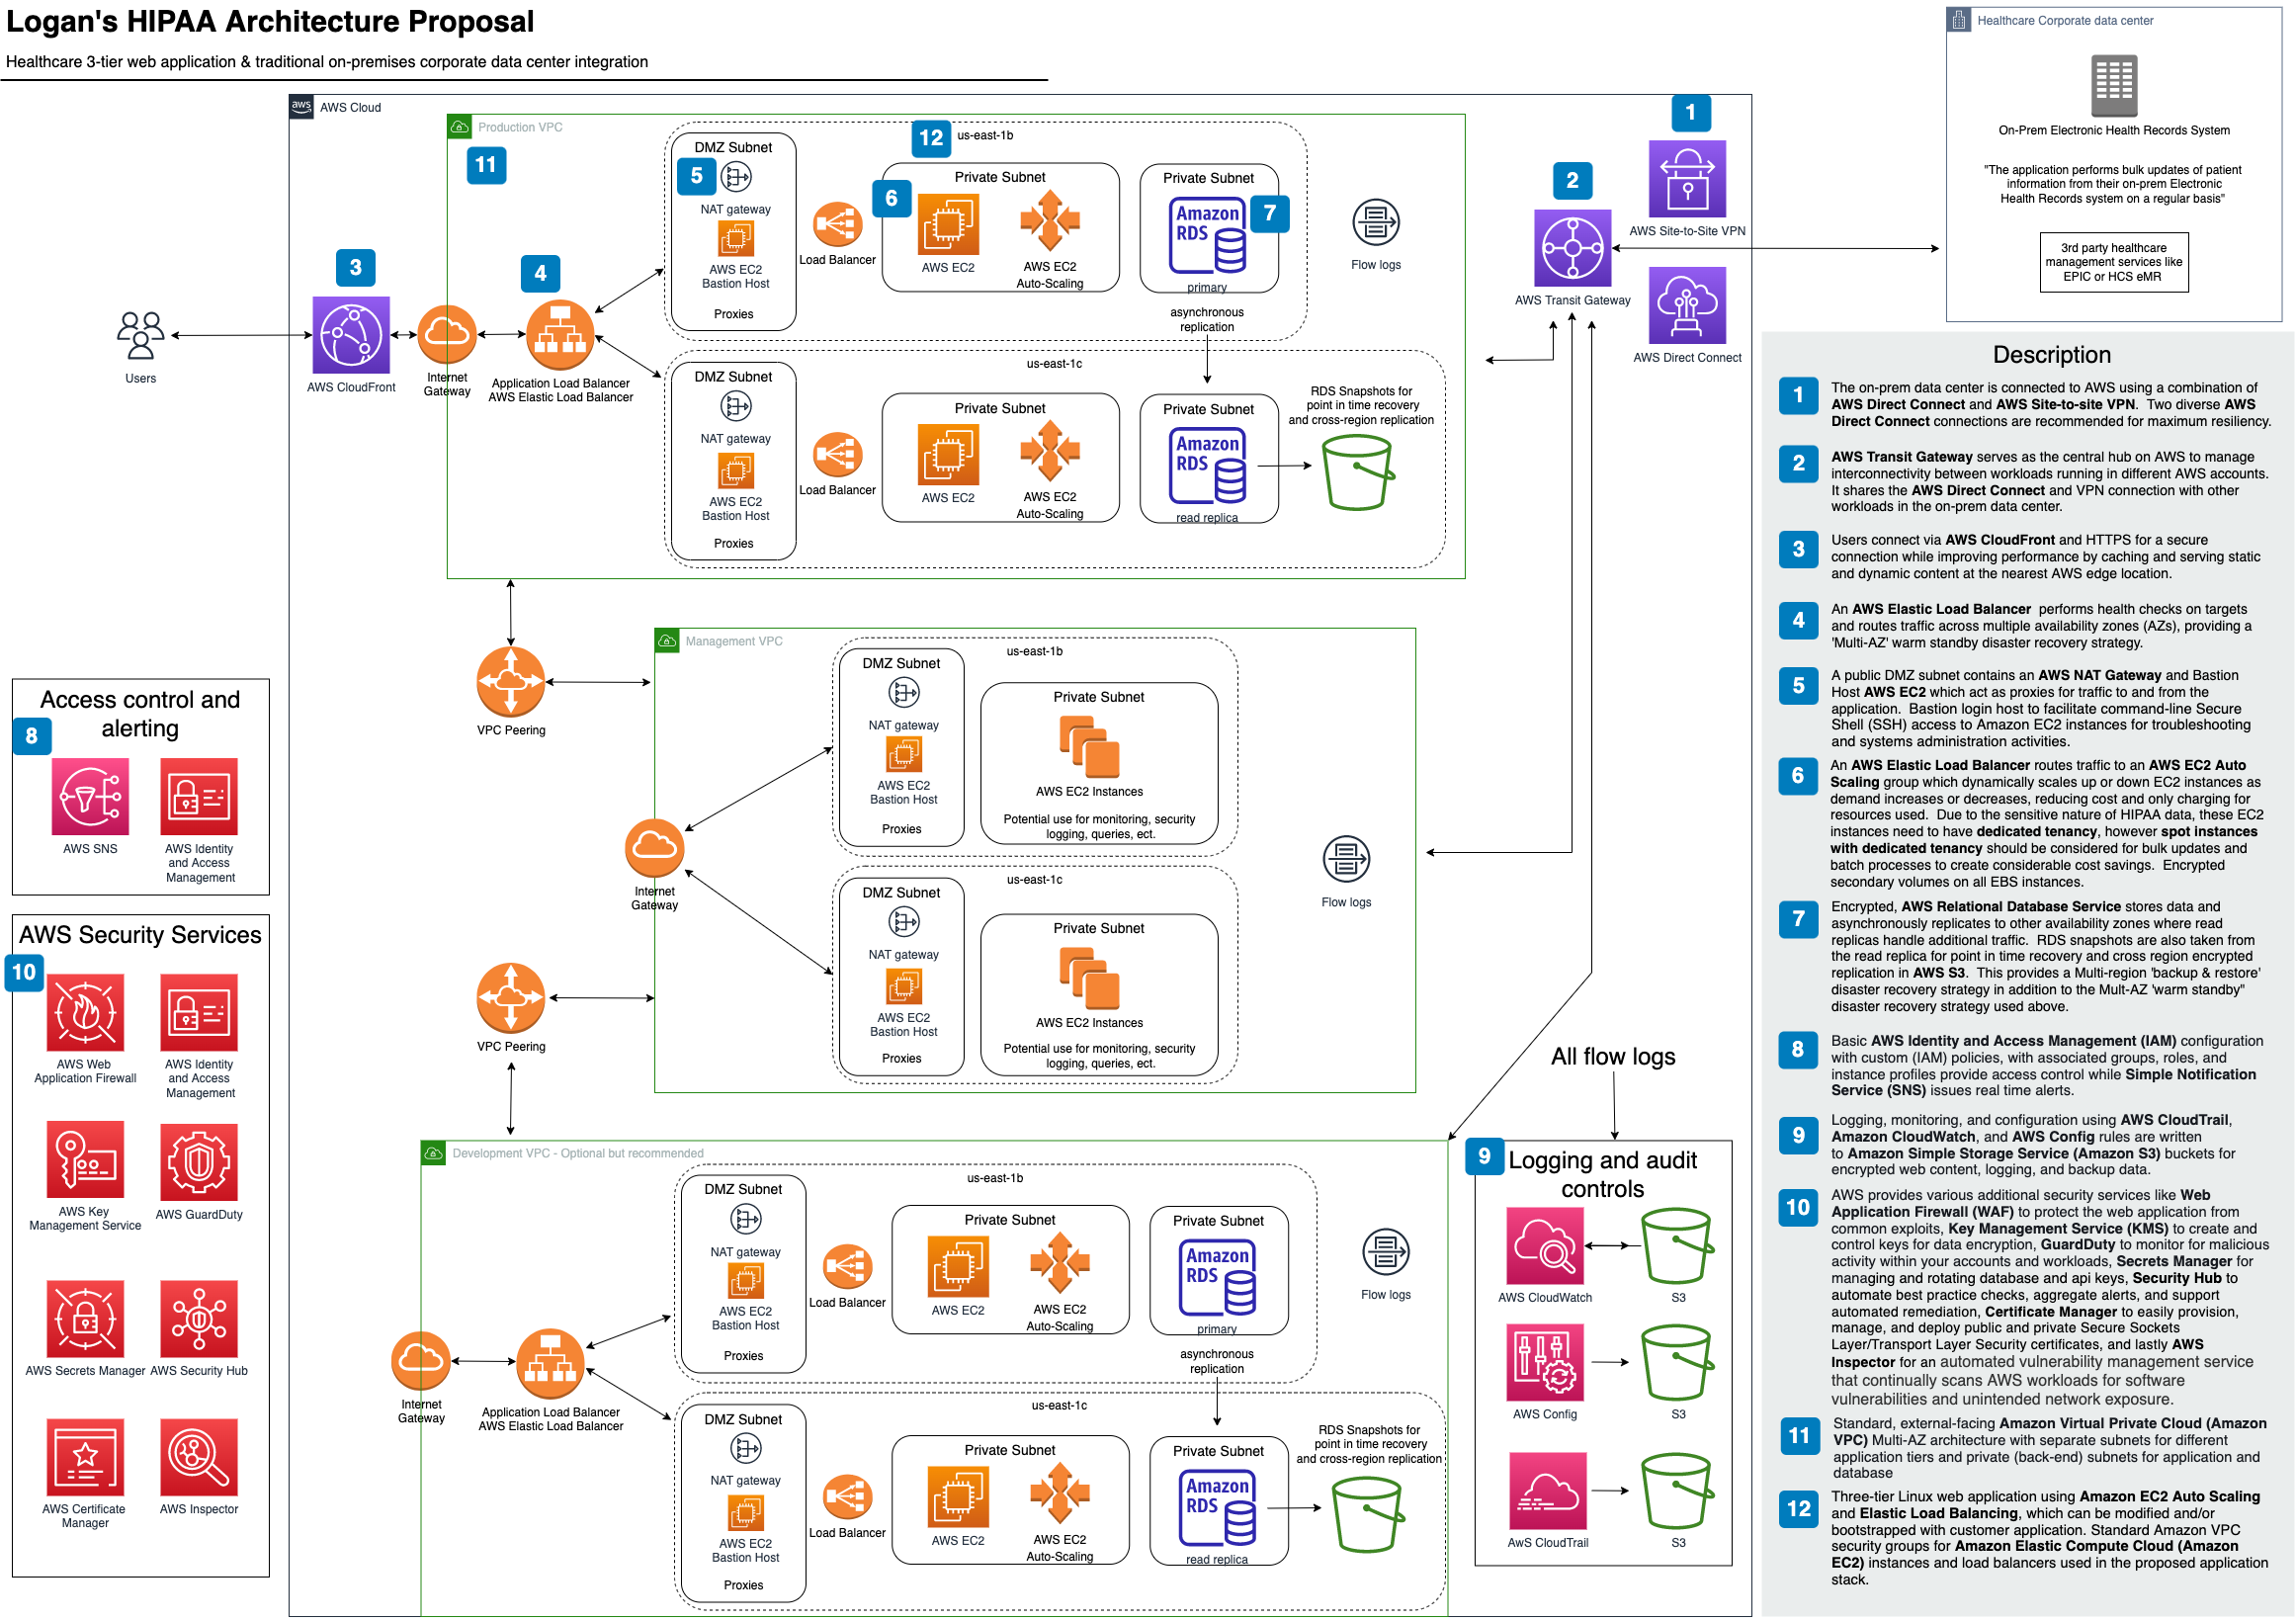 Logan's HIPAA Architecture Proposal
Healthcare 3-tier web application & traditional on-premises corporate data center integration
Healthcare Corporate data center
On-Prem Electronic Health Records System
"The application performs bulk updates of patient
information from their on-prem Electronic
Health Records system on a regular basis"
3rd party healthcare
management services like
EPIC or HCS eMR
aws
AWS Cloud
Production VPC
11
Users
3
AWS CloudFront
Internet
Gateway
4
Application Load Balancer
AWS Elastic Load Balancer
12
us-east-1b
DMZ Subnet
5
NAT gateway
AWS EC2
Bastion Host
Proxies
Load Balancer
6
Private Subnet
AWS EC2
AWS EC2
Auto-Scaling
Private Subnet
Amazon
RDS
7
primary
asynchronous
replication
Flow logs
us-east-1c
DMZ Subnet
NAT gateway
AWS EC2
Bastion Host
Proxies
Load Balancer
Private Subnet
AWS EC2
AWS EC2
Auto-Scaling
Private Subnet
Amazon
RDS
read replica
RDS Snapshots for
point in time recovery
and cross-region replication
1
AWS Site-to-Site VPN
2
AWS Transit Gateway
AWS Direct Connect
VPC Peering
Management VPC
us-east-1b
DMZ Subnet
NAT gateway
AWS EC2
Bastion Host
Proxies
Private Subnet
AWS EC2 Instances
Potential use for monitoring, security
logging, queries, ect.
Internet
Gateway
Flow logs
us-east-1c
DMZ Subnet
NAT gateway
AWS EC2
Bastion Host
Proxies
Private Subnet
AWS EC2 Instances
Potential use for monitoring, security
logging, queries, ect.
VPC Peering
Access control and
alerting
8
AWS SNS
AWS Identity
and Access
Management
AWS Security Services
10
AWS Web
Application Firewall
AWS Identity
and Access
Management
AWS Key
Management Service
AWS GuardDuty
AWS Secrets Manager
AWS Security Hub
AWS Certificate
Manager
AWS Inspector
Development VPC - Optional but recommended
Internet
Gateway
Application Load Balancer
AWS Elastic Load Balancer
us-east-1b
DMZ Subnet
NAT gateway
AWS EC2
Bastion Host
Proxies
Load Balancer
Private Subnet
AWS EC2
AWS EC2
Auto-Scaling
Private Subnet
Amazon
RDS
primary
asynchronous
replication
Flow logs
us-east-1c
DMZ Subnet
NAT gateway
AWS EC2
Bastion Host
Proxies
Load Balancer
Private Subnet
AWS EC2
AWS EC2
Auto-Scaling
Private Subnet
Amazon
RDS
read replica
RDS Snapshots for
point in time recovery
and cross-region replication
All flow logs
9
Logging and audit
controls
AWS CloudWatch
S3
AWS Config
S3
AwS CloudTrail
S3
Description
1
The on-prem data center is connected to AWS using a combination of
AWS Direct Connect and AWS Site-to-site VPN. Two diverse AWS
Direct Connect connections are recommended for maximum resiliency.
2
AWS Transit Gateway serves as the central hub on AWS to manage
interconnectivity between workloads running in different AWS accounts.
It shares the AWS Direct Connect and VPN connection with other
workloads in the on-prem data center.
3
Users connect via AWS CloudFront and HTTPS for a secure
connection while improving performance by caching and serving static
and dynamic content at the nearest AWS edge location.
4
An AWS Elastic Load Balancer performs health checks on targets
and routes traffic across multiple availability zones (AZs), providing a
'Multi-AZ' warm standby disaster recovery strategy.
5
A public DMZ subnet contains an AWS NAT Gateway and Bastion
Host AWS EC2 which act as proxies for traffic to and from the
application. Bastion login host to facilitate command-line Secure
Shell (SSH) access to Amazon EC2 instances for troubleshooting
and systems administration activities.
6
An AWS Elastic Load Balancer routes traffic to an AWS EC2 Auto
Scaling group which dynamically scales up or down EC2 instances as
demand increases or decreases, reducing cost and only charging for
resources used. Due to the sensitive nature of HIPAA data, these EC2
instances need to have dedicated tenancy, however spot instances
with dedicated tenancy should be considered for bulk updates and
batch processes to create considerable cost savings. Encrypted
secondary volumes on all EBS instances.
7
Encrypted, AWS Relational Database Service stores data and
asynchronously replicates to other availability zones where read
replicas handle additional traffic. RDS snapshots are also taken from
the read replica for point in time recovery and cross region encrypted
replication in AWS S3. This provides a Multi-region 'backup & restore'
disaster recovery strategy in addition to the Mult-AZ 'warm standby"
disaster recovery strategy used above.
8
Basic AWS Identity and Access Management (IAM) configuration
with custom (IAM) policies, with associated groups, roles, and
instance profiles provide access control while Simple Notification
Service (SNS) issues real time alerts.
9
Logging, monitoring, and configuration using AWS CloudTrail,
Amazon CloudWatch, and AWS Config rules are written
to Amazon Simple Storage Service (Amazon S3) buckets for
encrypted web content, logging, and backup data.
10
AWS provides various additional security services like Web
Application Firewall (WAF) to protect the web application from
common exploits, Key Management Service (KMS) to create and
control keys for data encryption, GuardDuty to monitor for malicious
activity within your accounts and workloads, Secrets Manager for
managing and rotating database and api keys, Security Hub to
automate best practice checks, aggregate alerts, and support
automated remediation, Certificate Manager to easily provision,
manage, and deploy public and private Secure Sockets
Layer/Transport Layer Security certificates, and lastly AWS
Inspector for an automated vulnerability management service
that continually scans AWS workloads for software
vulnerabilities and unintended network exposure.
11
Standard, external-facing Amazon Virtual Private Cloud (Amazon
VPC) Multi-AZ architecture with separate subnets for different
application tiers and private (back-end) subnets for application and
database
12
Three-tier Linux web application using Amazon EC2 Auto Scaling
and Elastic Load Balancing, which can be modified and/or
bootstrapped with customer application. Standard Amazon VPC
security groups for Amazon Elastic Compute Cloud (Amazon
EC2) instances and load balancers used in the proposed application
stack.